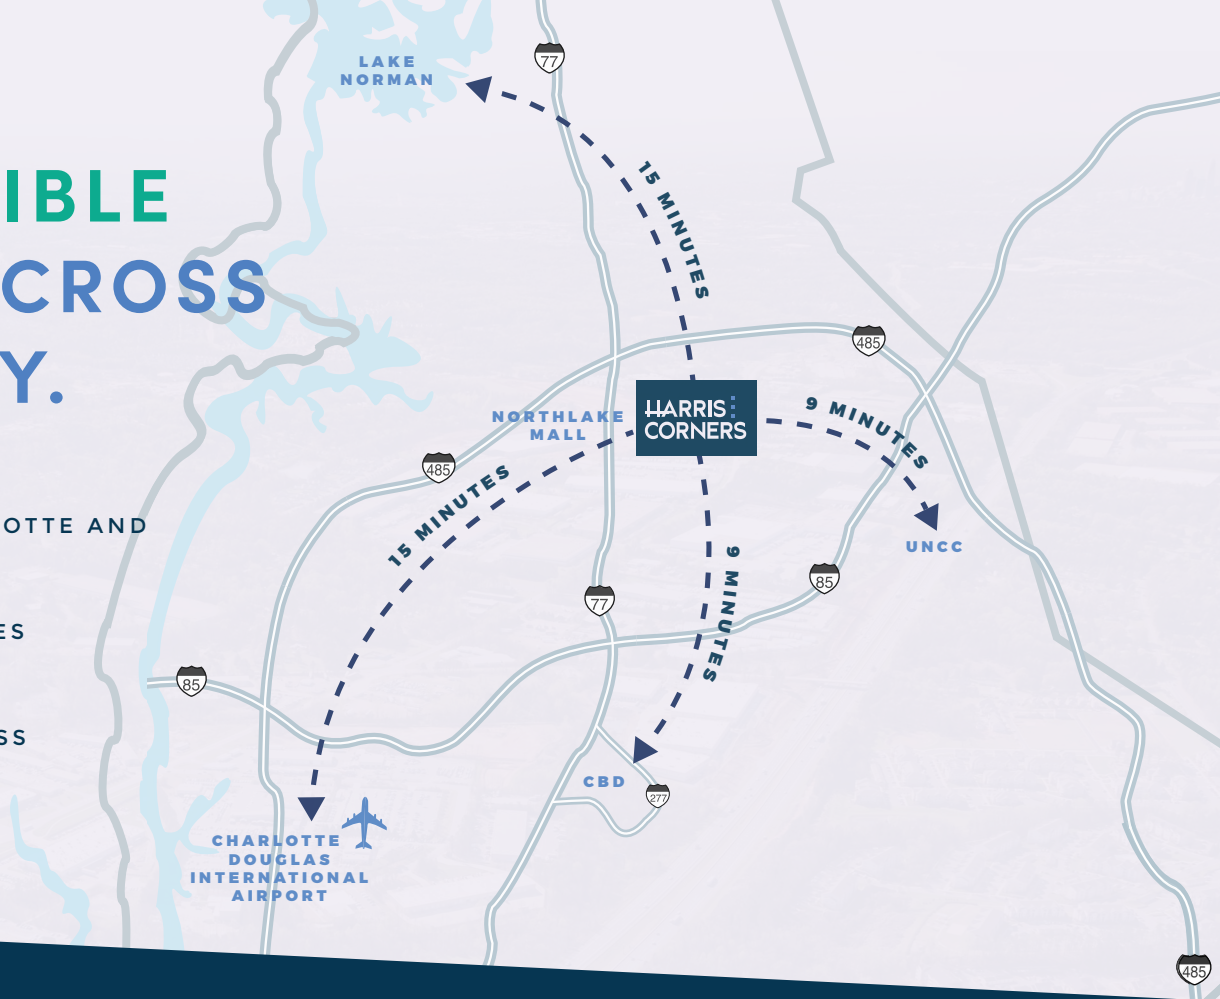 IBLE
CROSS
Y.
OTTE AND
ES
SS
LAKE
NORMAN
77
15 MINUTES
485
NORTHLAKE
MALL
HARRIS
CORNERS
9 MINUTES
485
15 MINUTES
UNCC
9 MINUTES
85
77
85
CBD
277
CHARLOTTE
DOUGLAS
INTERNATIONAL
AIRPORT
485